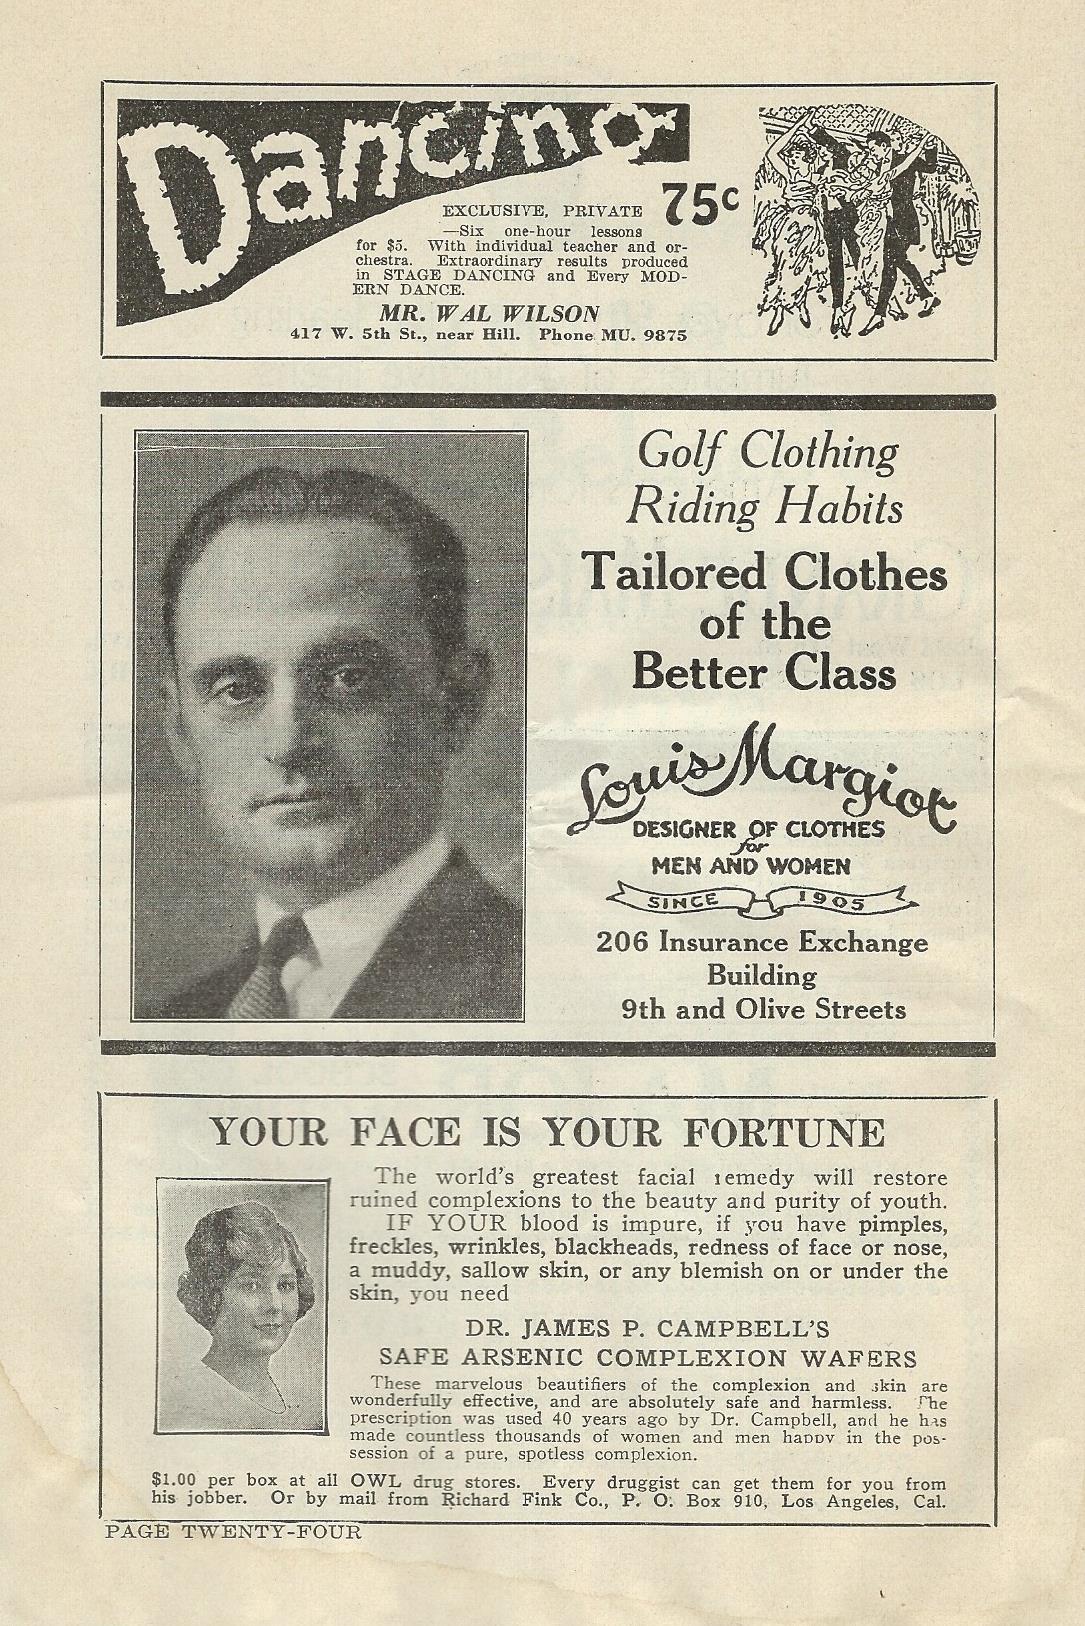 Dancing
75c
EXCLUSIVE, PRIVATE
—Six one-hour lessons
for $5. With individual teacher and or-
chestra. Extraordinary results produced
in STAGE DANCING and Every MOD-
ERN DANCE.
MR. WAL WILSON
417 W. 5th St., near Hill. Phone MU. 9875
Golf Clothing
Riding Habits
Tailored Clothes
of the
Better Class
Louis Margiot
DESIGNER OF CLOTHES
for
MEN AND WOMEN
SINCE 1905
206 Insurance Exchange
Building
9th and Olive Streets
YOUR FACE IS YOUR FORTUNE
The world's greatest facial remedy will restore
ruined complexions to the beauty and purity of youth.
IF YOUR blood is impure, if you have pimples,
freckles, wrinkles, blackheads, redness of face or nose,
a muddy, sallow skin, or any blemish on or under the
skin, you need
DR. JAMES P. CAMPBELL'S
SAFE ARSENIC COMPLEXION WAFERS
These marvelous beautifiers of the complexion and skin are
wonderfully effective, and are absolutely safe and harmless. The
prescription was used 40 years ago by Dr. Campbell, and he has
made countless thousands of women and men happy in the pos-
session of a pure, spotless complexion.
$1.00 per box at all OWL drug stores. Every druggist can get them for you from
his jobber. Or by mail from Richard Fink Co., P. O. Box 910, Los Angeles, Cal.
PAGE TWENTY-FOUR